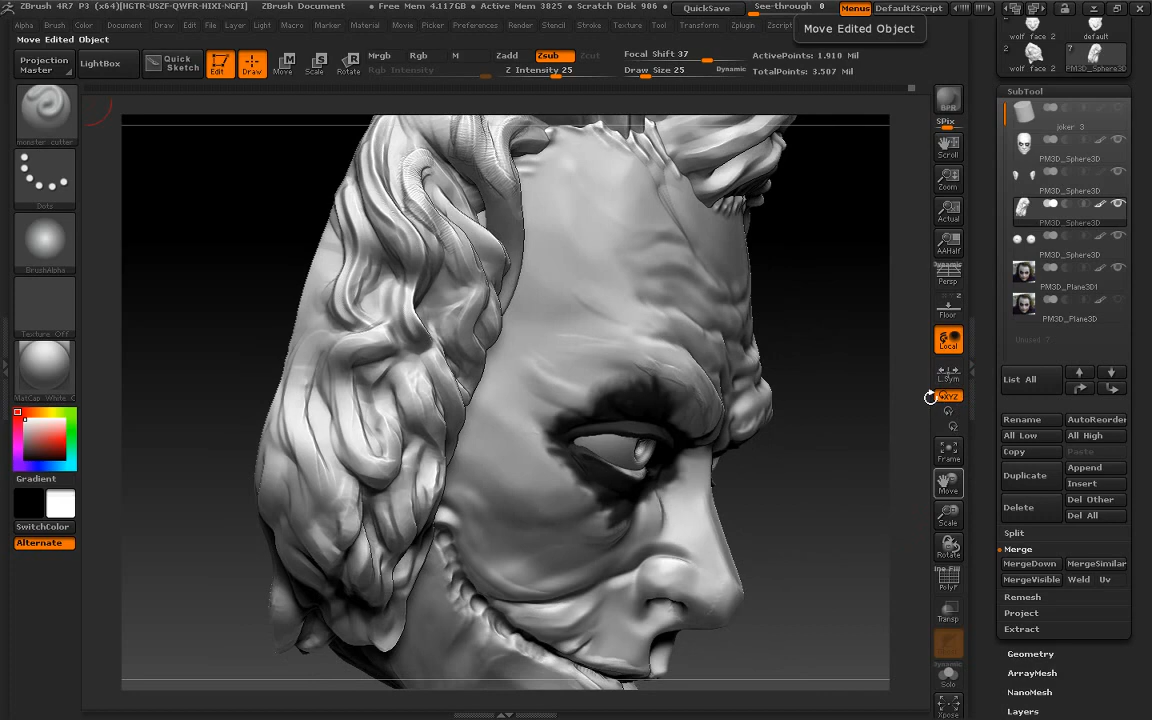 ZBrush 4R7 P3 (x64)[HGTR-USZF-QWFR-HIXI-NGFI] ZBrush Document • Free Mem 4.117GB • Active Mem 3825 • Scratch Disk 906 • QuickSave See-through 0 Menus DefaultZScript
Alpha Brush Color Document Draw Edit File Layer Light Macro Marker Material Movie Picker Preferences Render Stencil Stroke Texture Tool Transform Zplugin Zscript
Move Edited Object
Move Edited Object
Projection Master
LightBox
Quick Sketch
Edit
Draw
Move
Scale
Rotate
Mrgb Rgb M
Rgb Intensity
Zadd Zsub Zcut
Z Intensity 25
Focal Shift 37
Draw Size 25 Dynamic
ActivePoints: 1.910 Mil
TotalPoints: 3.507 Mil
monster cutter
Dots
BrushAlpha
Texture Off
MatCap White C
Gradient
SwitchColor
Alternate
BPR
SPix
Scroll
Zoom
Actual
AAHalf
Dynamic
Persp
Floor
Local
L.Sym
XYZ
Frame
Move
Scale
Rotate
Line Fill
PolyF
Transp
Dynamic
Solo
Xpose
wolf face 2 default
2 7
wolf face 2 PM3D_Sphere3D
SubTool
joker 3
PM3D_Sphere3D
PM3D_Sphere3D
PM3D_Sphere3D
PM3D_Sphere3D
PM3D_Plane3D1
PM3D_Plane3D
Unused 7
List All
Rename AutoReorder
All Low All High
Copy Paste
Duplicate Append
Insert
Delete Del Other
Del All
Split
Merge
MergeDown MergeSimilar
MergeVisible Weld Uv
Remesh
Project
Extract
Geometry
ArrayMesh
NanoMesh
Layers